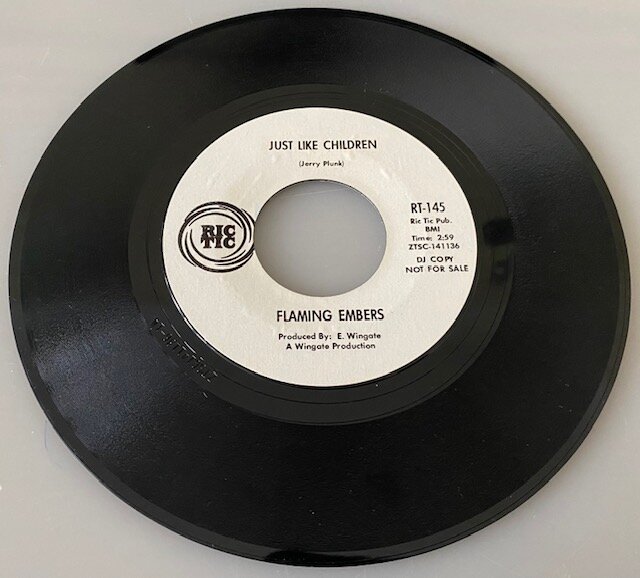 JUST LIKE CHILDREN
(Jerry Plunk)
RIC
TIC
RT-145
Ric Tic Pub.
BMI
Time: 2:59
ZTSC-141136
DJ COPY
NOT FOR SALE
FLAMING EMBERS
Produced By: E. Wingate
A Wingate Production